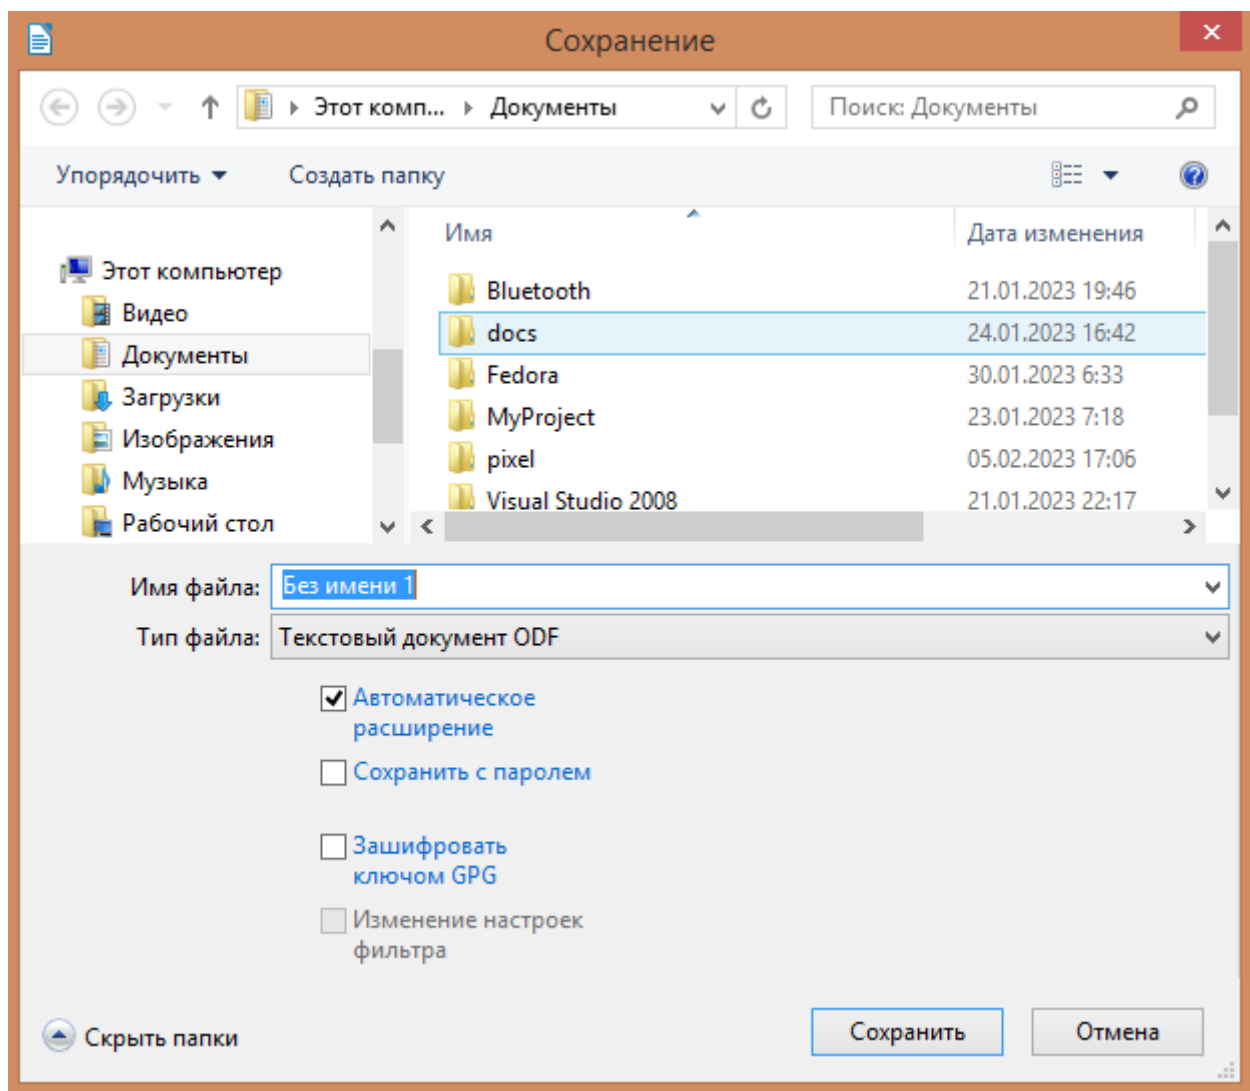 Сохранение
Этот комп... Документы
Поиск: Документы
Упорядочить Создать папку
Имя Дата изменения
Этот компьютер
Видео
Документы
Загрузки
Изображения
Музыка
Рабочий стол
Bluetooth 21.01.2023 19:46
docs 24.01.2023 16:42
Fedora 30.01.2023 6:33
MyProject 23.01.2023 7:18
pixel 05.02.2023 17:06
Visual Studio 2008 21.01.2023 22:17
Имя файла: Без имени 1
Тип файла: Текстовый документ ODF
Автоматическое
расширение
Сохранить с паролем
Зашифровать
ключом GPG
Изменение настроек
фильтра
Скрыть папки Сохранить Отмена